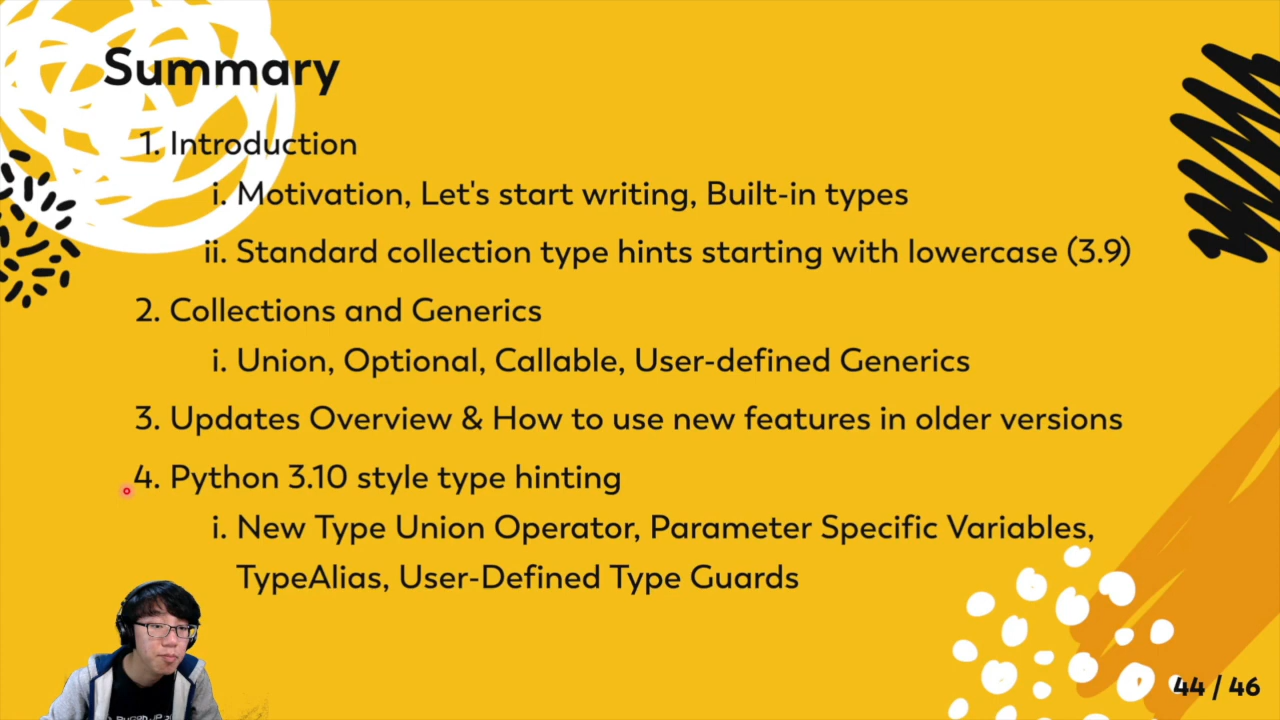 Summary
1. Introduction
i. Motivation, Let's start writing, Built-in types
ii. Standard collection type hints starting with lowercase (3.9)
2. Collections and Generics
i. Union, Optional, Callable, User-defined Generics
3. Updates Overview & How to use new features in older versions
4. Python 3.10 style type hinting
i. New Type Union Operator, Parameter Specific Variables,
TypeAlias, User-Defined Type Guards
44 / 46